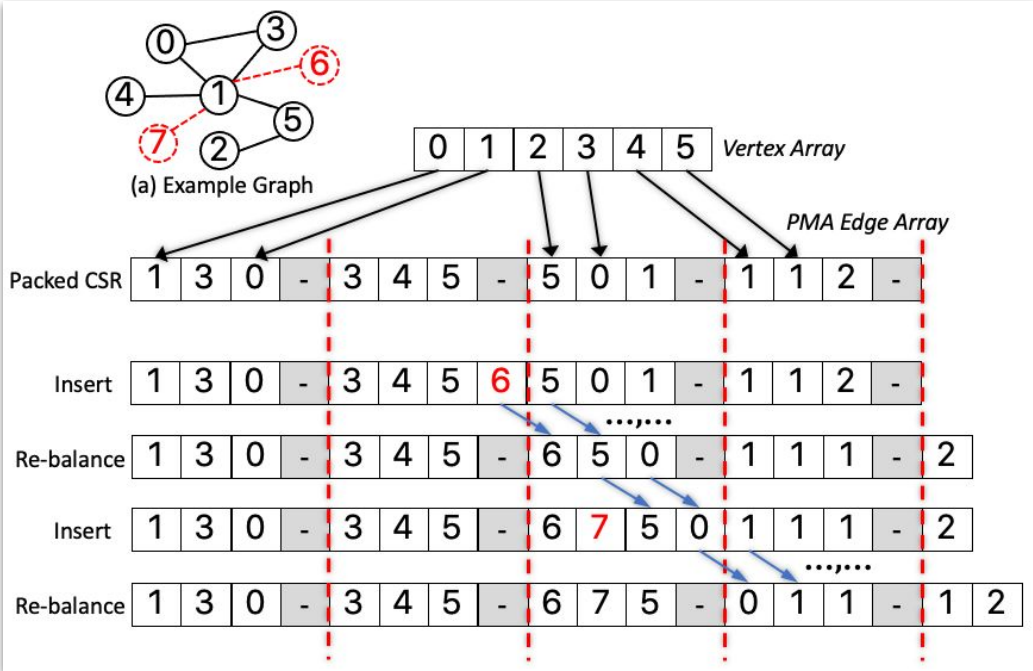 0 3
6
4 1
5
7 2
(a) Example Graph
0 1 2 3 4 5 Vertex Array
PMA Edge Array
Packed CSR 1 3 0 - 3 4 5 - 5 0 1 - 1 1 2 -
Insert 1 3 0 - 3 4 5 6 5 0 1 - 1 1 2 -
...,...
Re-balance 1 3 0 - 3 4 5 - 6 5 0 - 1 1 1 - 2
Insert 1 3 0 - 3 4 5 - 6 7 5 0 1 1 1 - 2
...,...
Re-balance 1 3 0 - 3 4 5 - 6 7 5 - 0 1 1 - 1 2